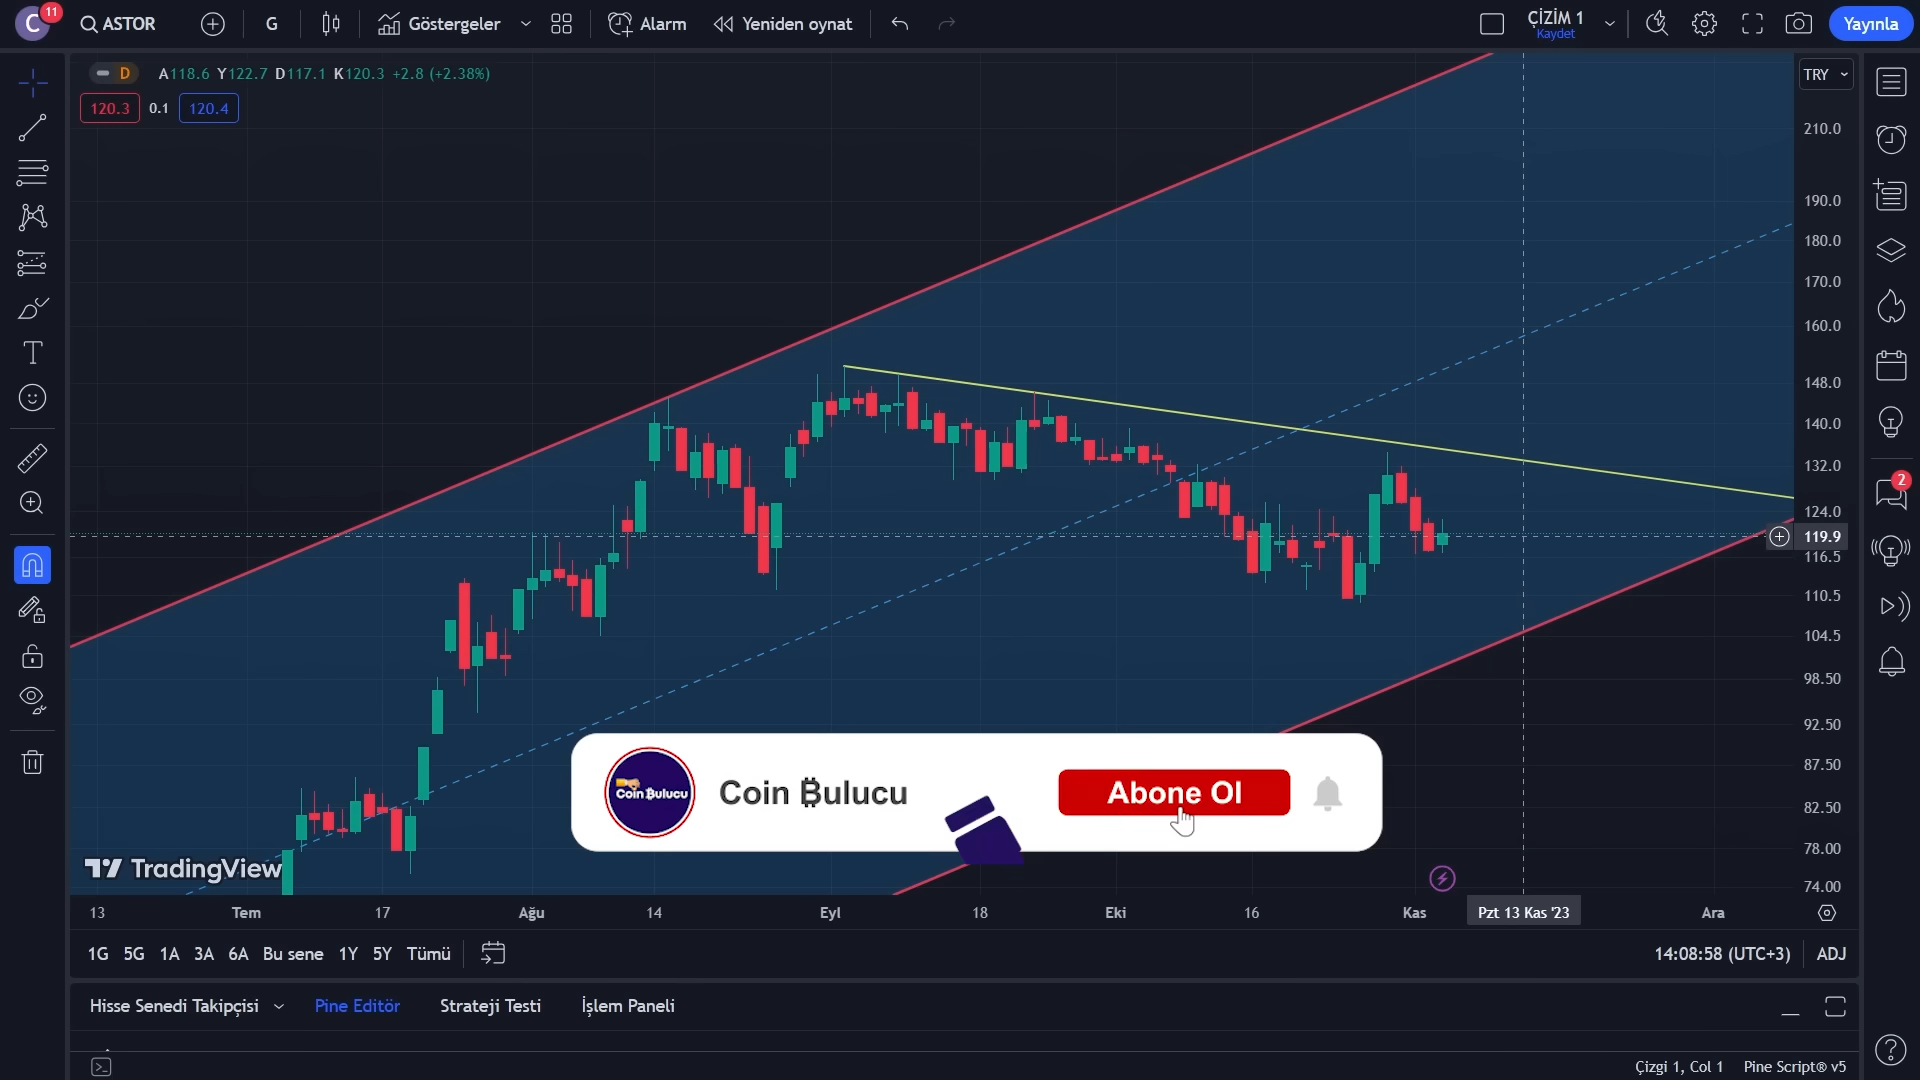 C 11 ASTOR G Göstergeler Alarm Yeniden oynat ÇİZİM 1 Kaydet Yayınla
D A118.6 Y122.7 D117.1 K120.3 +2.8 (+2.38%)
120.3 0.1 120.4
TRY
210.0
190.0
180.0
170.0
160.0
148.0
140.0
132.0
124.0
119.9
116.5
110.5
104.5
98.50
92.50
87.50
82.50
78.00
74.00
2
Coin ₿ulucu
Coin ₿ulucu
Abone Ol
TradingView
13 Tem 17 Ağu 14 Eyl 18 Eki 16 Kas Pzt 13 Kas '23 Ara
1G 5G 1A 3A 6A Bu sene 1Y 5Y Tümü 14:08:58 (UTC+3) ADJ
Hisse Senedi Takipçisi Pine Editör Strateji Testi İşlem Paneli
Çizgi 1, Col 1 Pine Script® v5